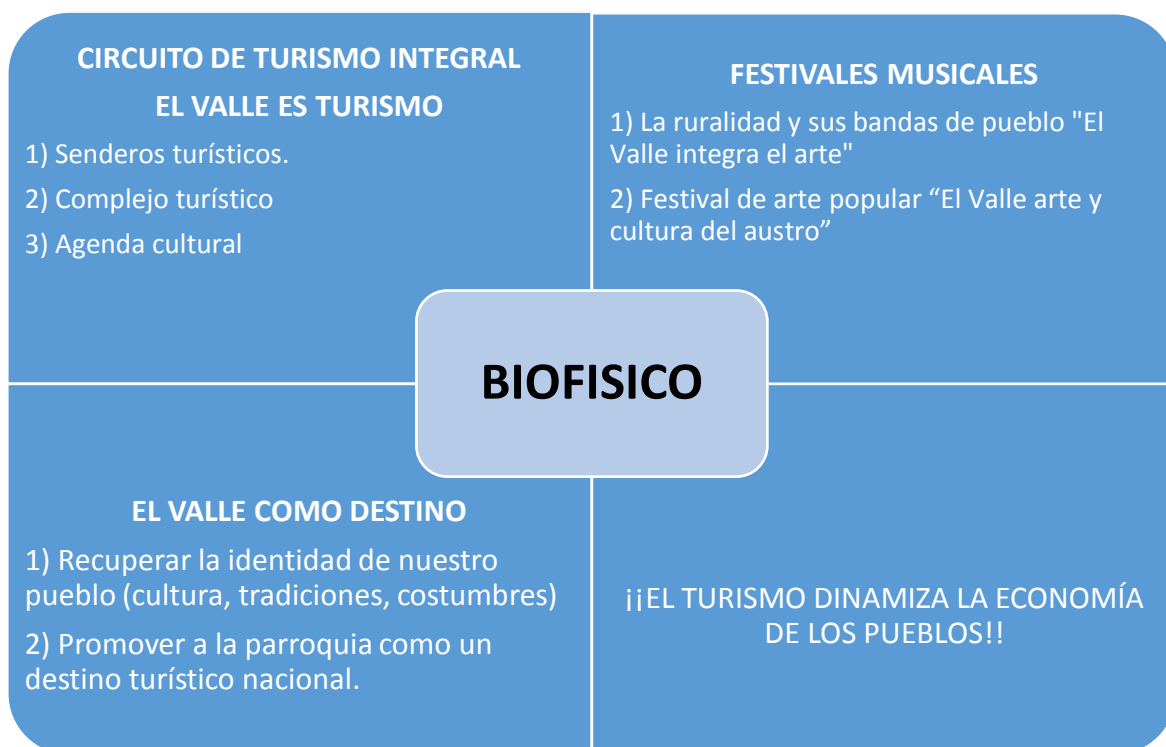 CIRCUITO DE TURISMO INTEGRAL
EL VALLE ES TURISMO
1) Senderos turísticos.
2) Complejo turístico
3) Agenda cultural
FESTIVALES MUSICALES
1) La ruralidad y sus bandas de pueblo "El
Valle integra el arte"
2) Festival de arte popular “El Valle arte y
cultura del austro”
BIOFISICO
EL VALLE COMO DESTINO
1) Recuperar la identidad de nuestro
pueblo (cultura, tradiciones, costumbres)
2) Promover a la parroquia como un
destino turístico nacional.
¡¡EL TURISMO DINAMIZA LA ECONOMÍA
DE LOS PUEBLOS!!